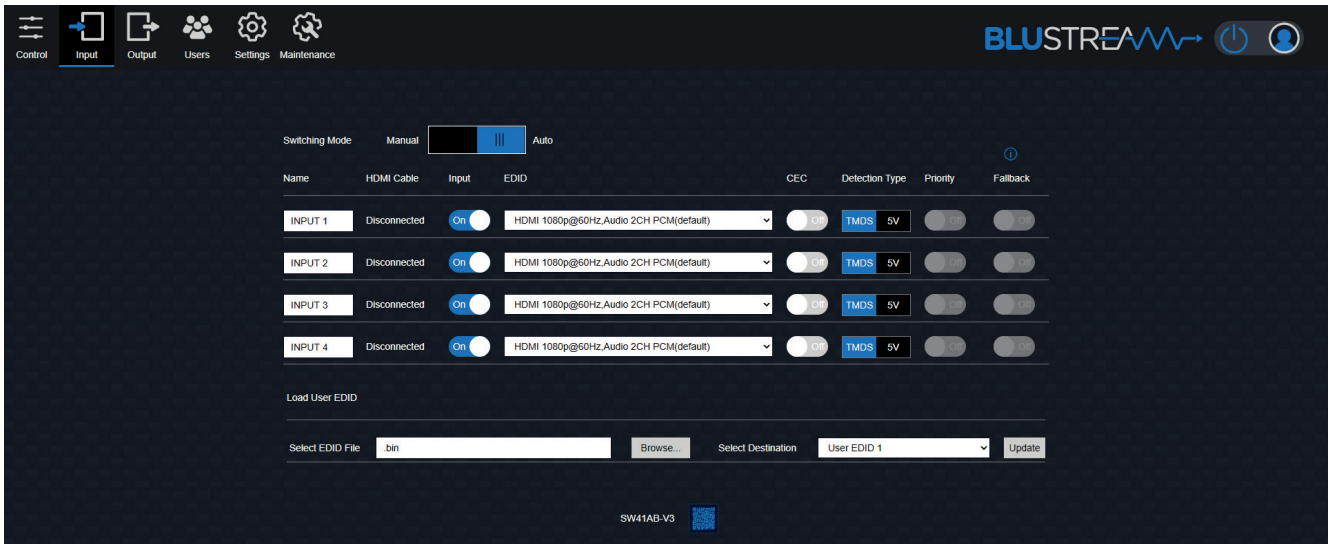 Control Input Output Users Settings Maintenance
BLUSTREAM
Switching Mode Manual Auto
Name HDMI Cable Input EDID CEC Detection Type Priority Fallback
INPUT 1 Disconnected On HDMI 1080p@60Hz,Audio 2CH PCM(default) Off TMDS 5V Off Off
INPUT 2 Disconnected On HDMI 1080p@60Hz,Audio 2CH PCM(default) Off TMDS 5V Off Off
INPUT 3 Disconnected On HDMI 1080p@60Hz,Audio 2CH PCM(default) Off TMDS 5V Off Off
INPUT 4 Disconnected On HDMI 1080p@60Hz,Audio 2CH PCM(default) Off TMDS 5V Off Off
Load User EDID
Select EDID File .bin Browse... Select Destination User EDID 1 Update
SW41AB-V3